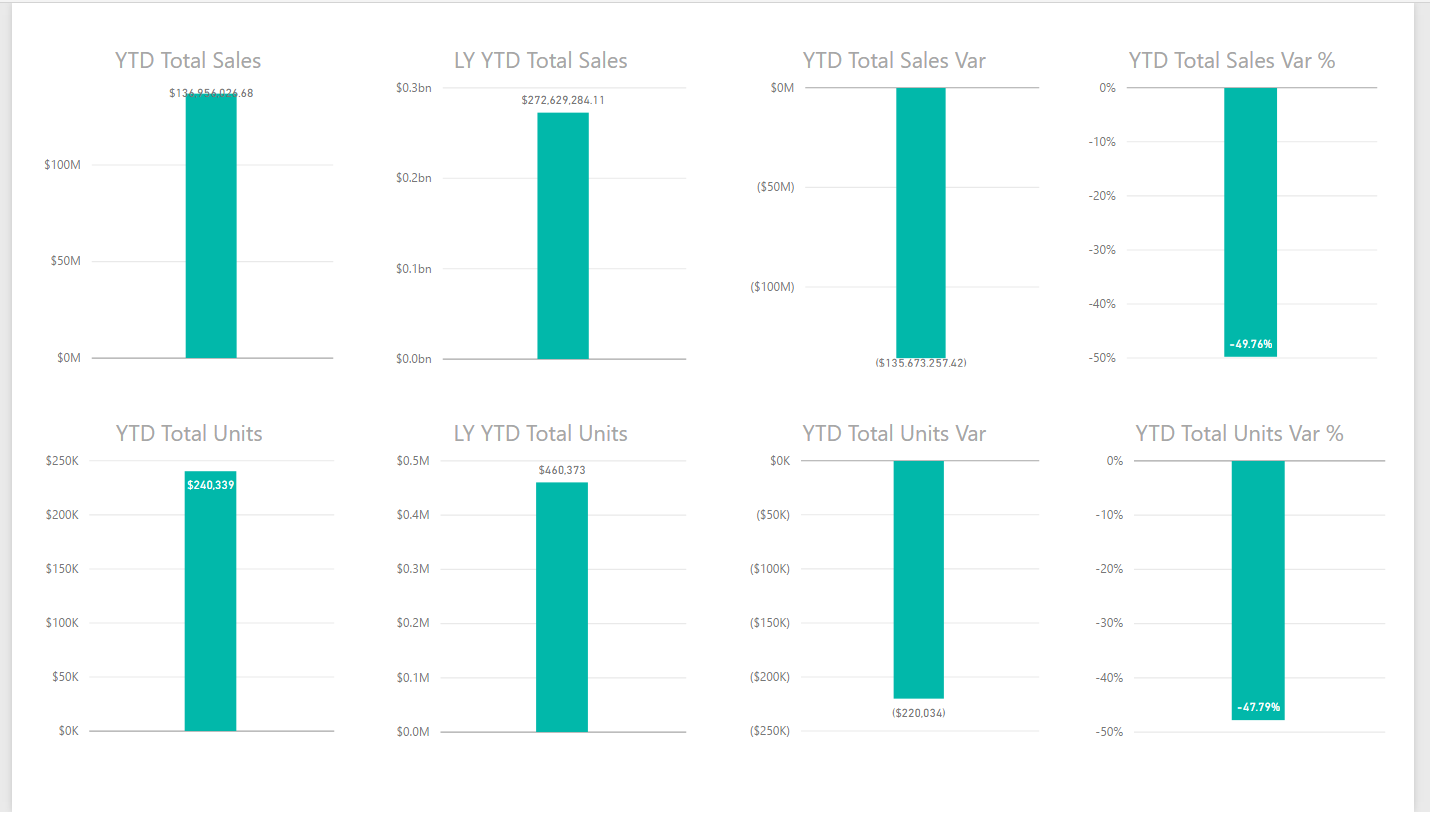 YTD Total Sales
$136,956,026.68
$100M
$50M
$0M
LY YTD Total Sales
$0.3bn
$272,629,284.11
$0.2bn
$0.1bn
$0.0bn
YTD Total Sales Var
$0M
($50M)
($100M)
($135,673,257.42)
YTD Total Sales Var %
0%
-10%
-20%
-30%
-40%
-49.76%
-50%
YTD Total Units
$250K
$240,339
$200K
$150K
$100K
$50K
$0K
LY YTD Total Units
$0.5M
$460,373
$0.4M
$0.3M
$0.2M
$0.1M
$0.0M
YTD Total Units Var
$0K
($50K)
($100K)
($150K)
($200K)
($220,034)
($250K)
YTD Total Units Var %
0%
-10%
-20%
-30%
-40%
-47.79%
-50%